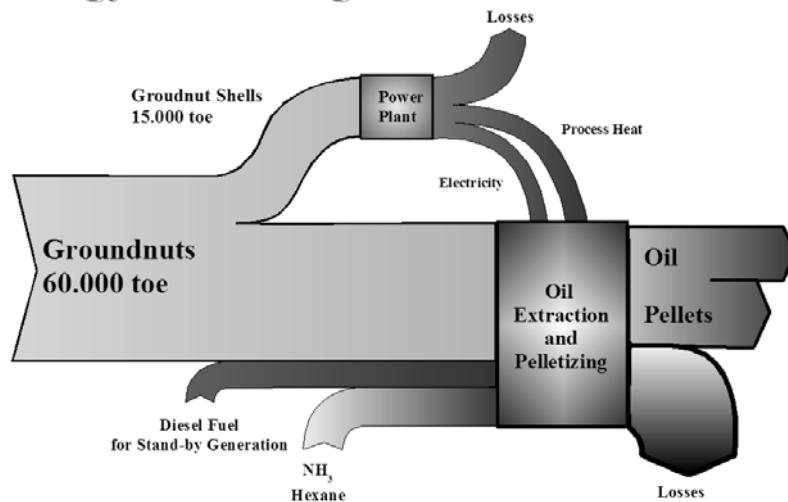 Losses
Groudnut Shells
15.000 toe
Power
Plant
Process Heat
Electricity
Groundnuts
60.000 toe
Oil
Extraction
and
Pelletizing
Oil
Pellets
Diesel Fuel
for Stand-by Generation
NH3
Hexane
Losses